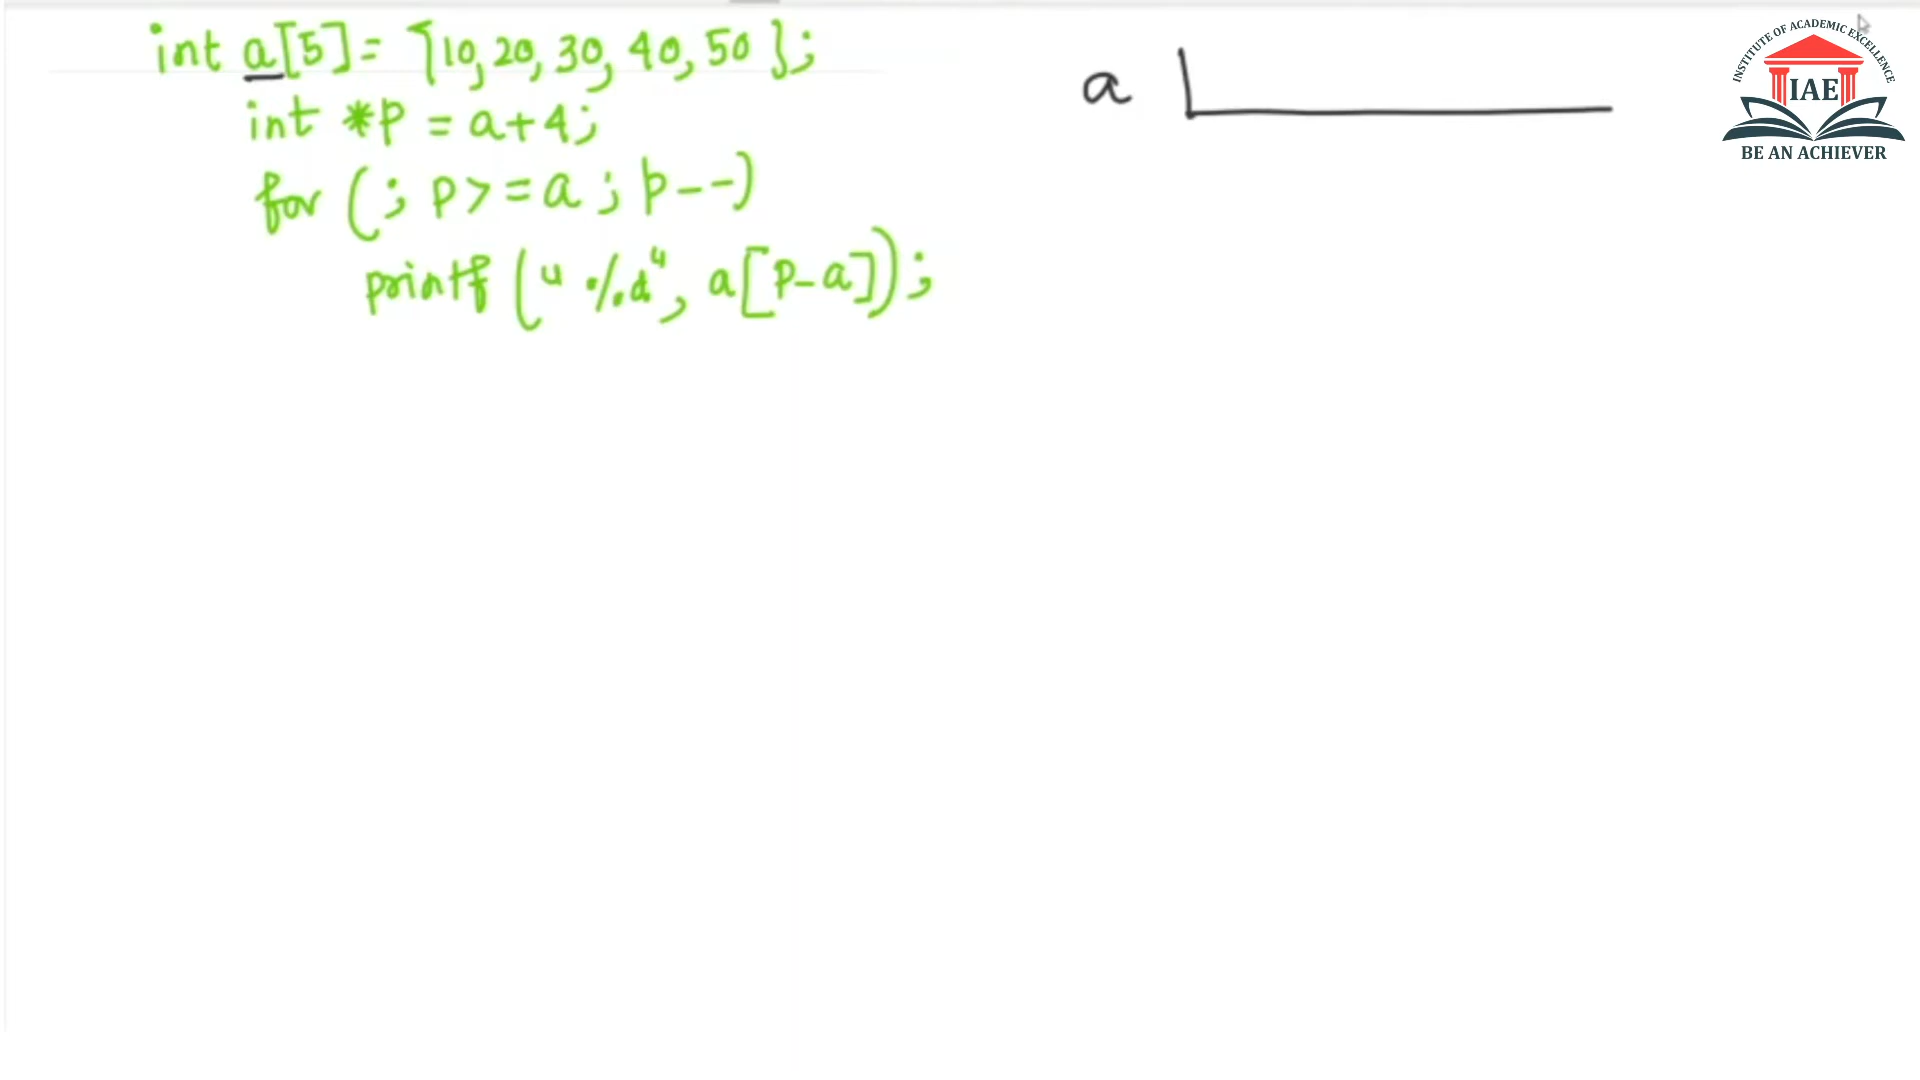 int a[5] = {10, 20, 30, 40, 50};
int *p = a+4;
for (; p>=a; p--)
printf("%d", a[p-a]);
a
INSTITUTE OF ACADEMIC EXCELLENCE
IAE
BE AN ACHIEVER